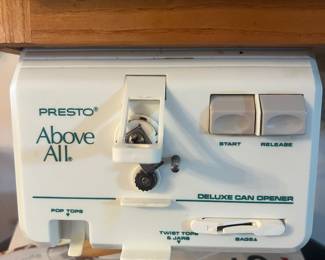 PRESTO®
Above
All®
START
RELEASE
DELUXE CAN OPENER
POP TOPS
TWIST TOPS
& JARS
BAGS